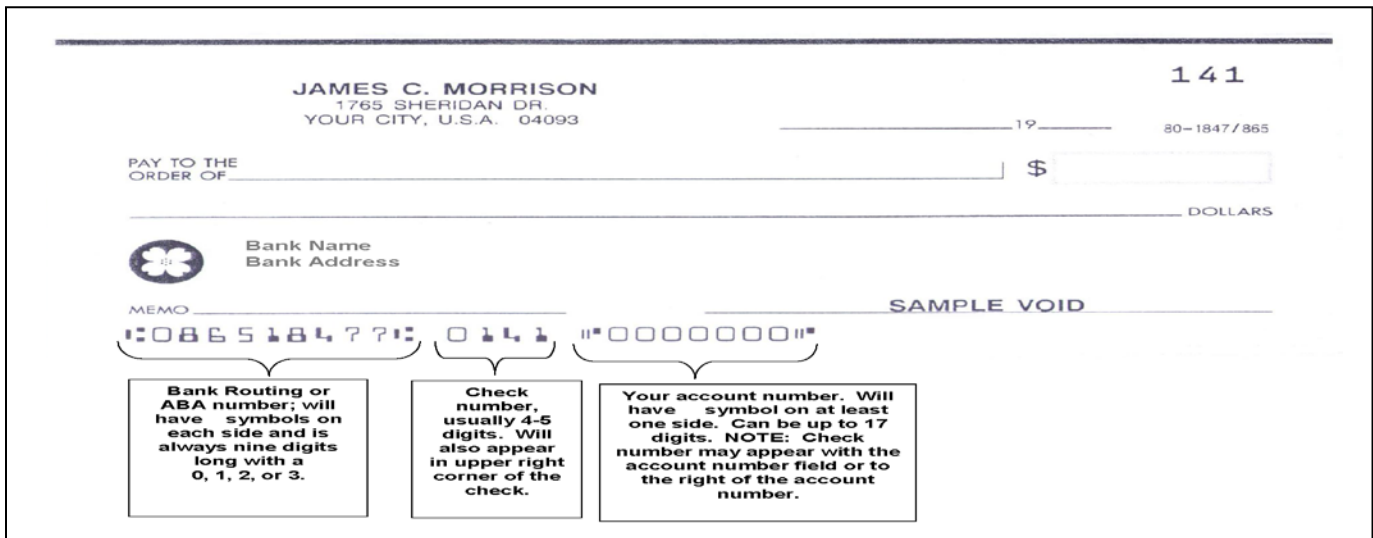 141
JAMES C. MORRISON
1765 SHERIDAN DR.
YOUR CITY, U.S.A. 04093
19
80-1847/865
PAY TO THE
ORDER OF
$
DOLLARS
Bank Name
Bank Address
MEMO
SAMPLE VOID
⑆086518477⑆ 0141 ⑈0000000⑈
Bank Routing or
ABA number; will
have symbols on
each side and is
always nine digits
long with a
0, 1, 2, or 3.
Check
number,
usually 4-5
digits. Will
also appear
in upper right
corner of the
check.
Your account number. Will
have symbol on at least
one side. Can be up to 17
digits. NOTE: Check
number may appear with the
account number field or to
the right of the account
number.